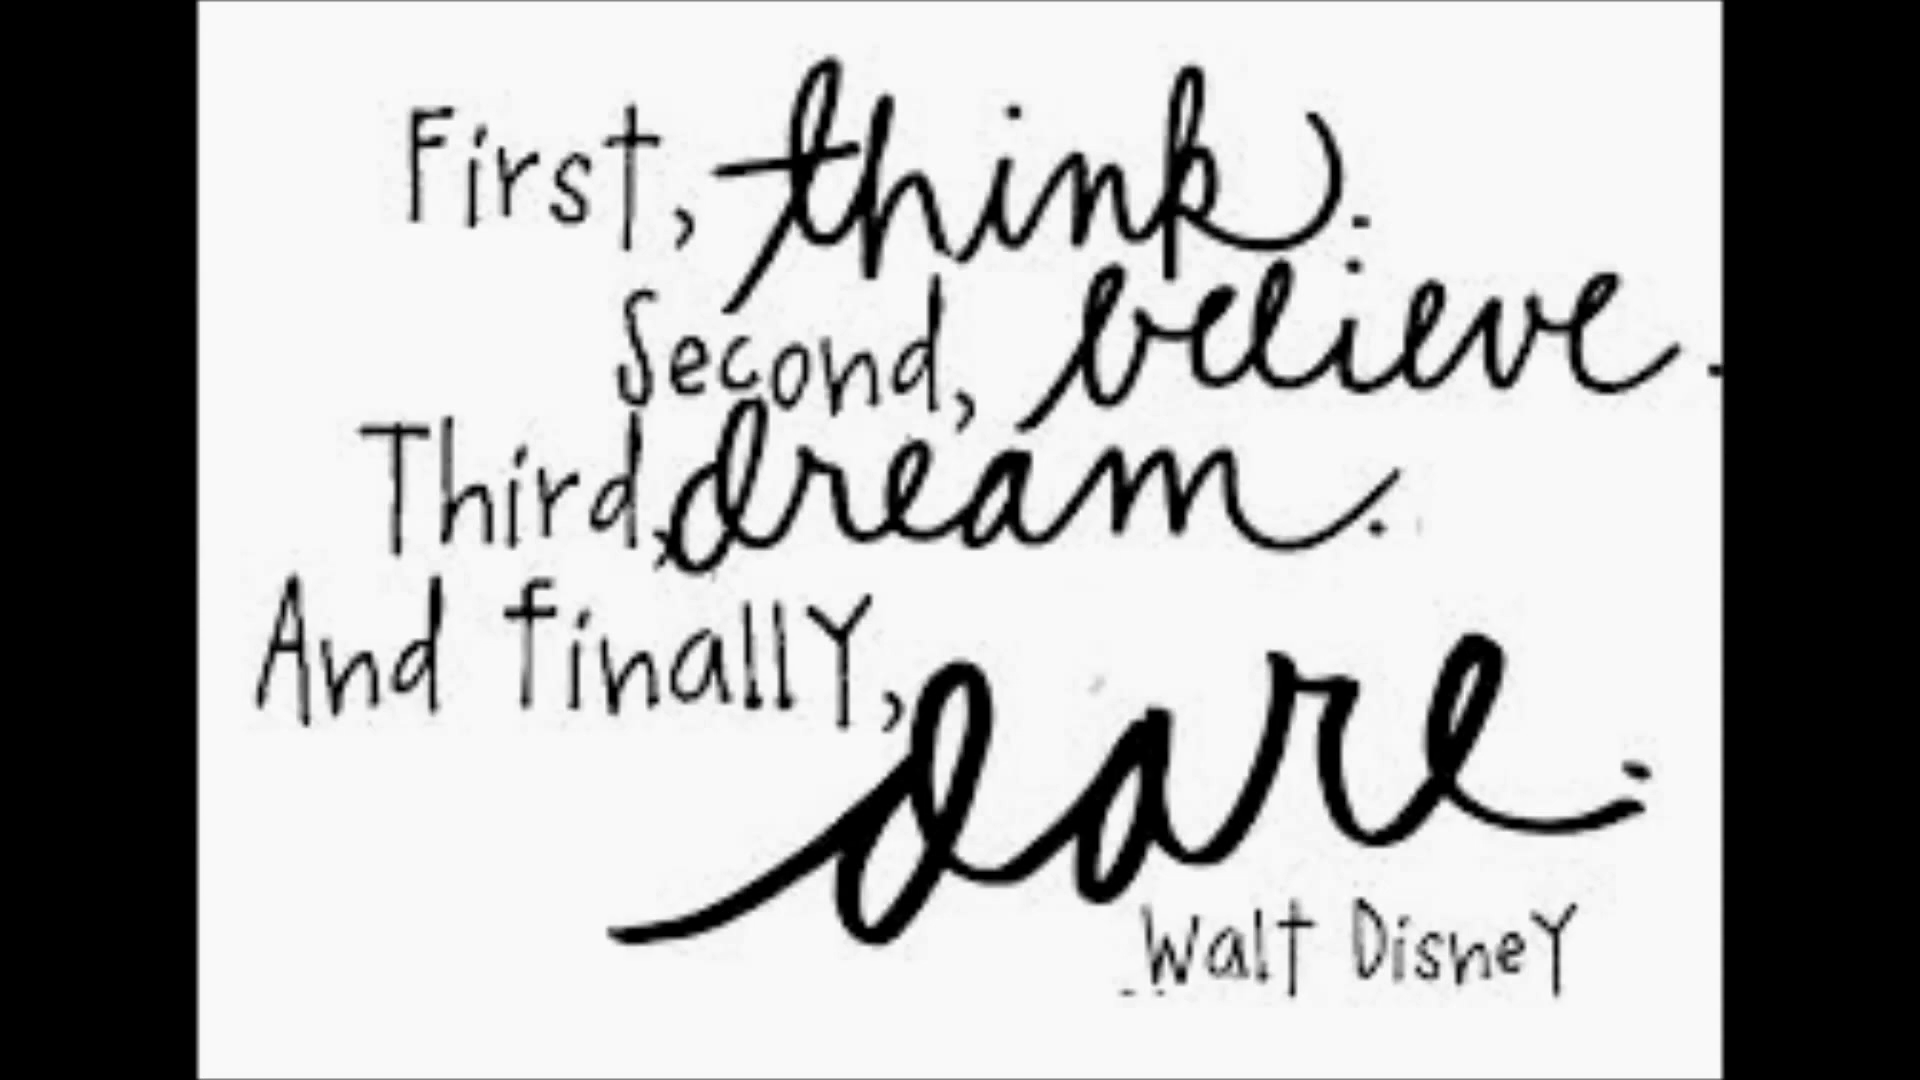 First, think.
Second, believe.
Third, dream.
And finally,
dare.
Walt Disney